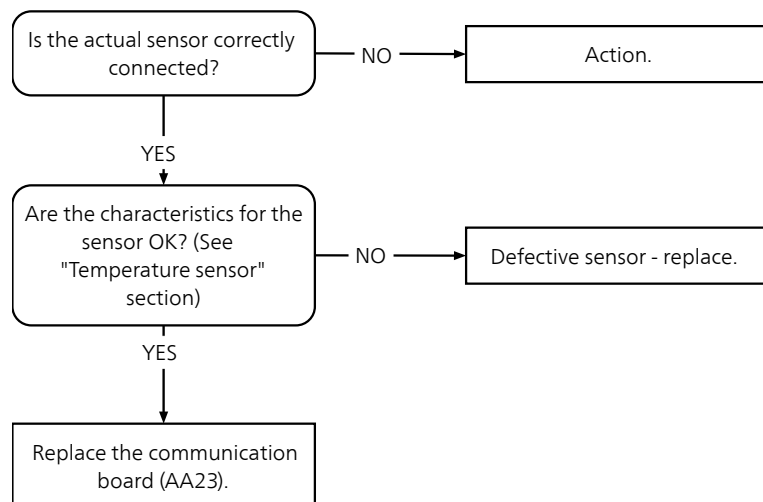 Is the actual sensor correctly
connected?
NO
Action.
YES
Are the characteristics for the
sensor OK? (See
"Temperature sensor"
section)
NO
Defective sensor - replace.
YES
Replace the communication
board (AA23).